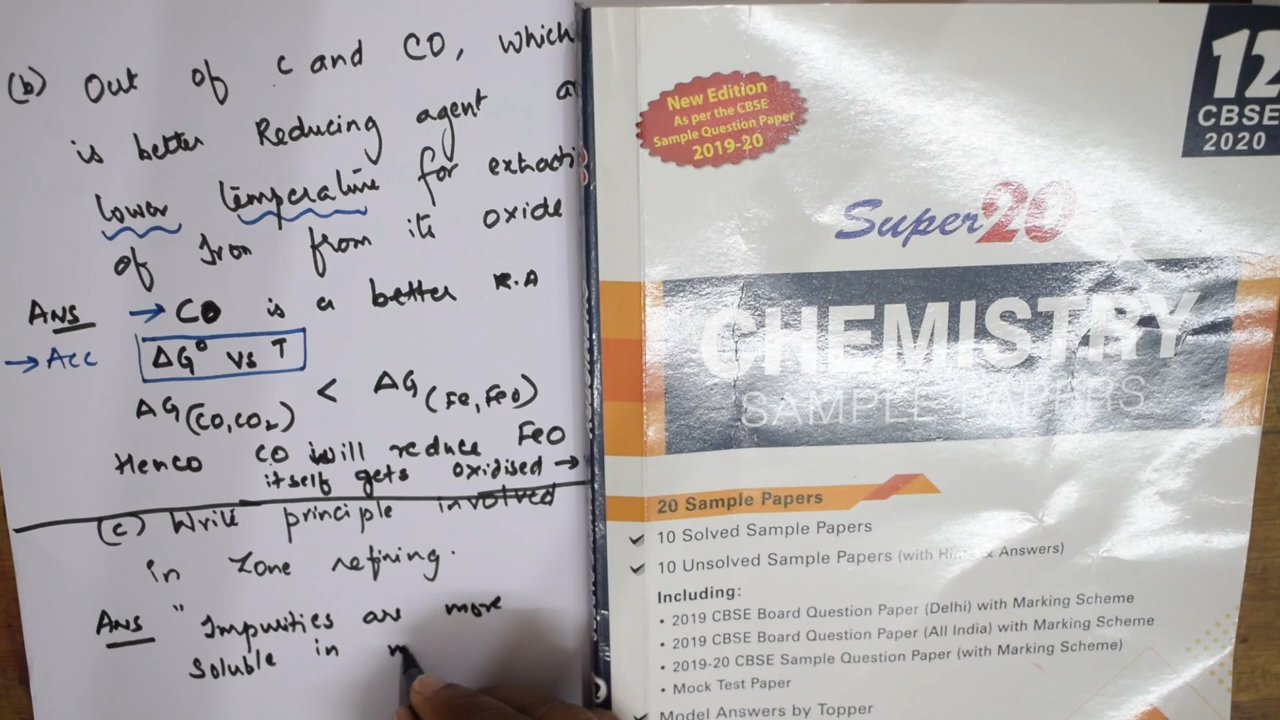 (b) Out of C and CO, which
is better Reducing agent
lower temperature for extracti
of Iron from its oxide
Ans → CO is a better R.A
→ Acc ΔG° vs T
ΔG(CO,CO₂) < ΔG(Fe,FeO)
Hence CO will reduce FeO
itself gets oxidised →
(c) Write principle involved
in Zone refining.
Ans "Impurities are more
soluble in
12
CBSE
2020
New Edition
As per the CBSE
Sample Question Paper
2019-20
Super20
CHEMISTRY
SAMPLE PAPERS
20 Sample Papers
✔ 10 Solved Sample Papers
✔ 10 Unsolved Sample Papers (with Hints & Answers)
Including:
• 2019 CBSE Board Question Paper (Delhi) with Marking Scheme
• 2019 CBSE Board Question Paper (All India) with Marking Scheme
• 2019-20 CBSE Sample Question Paper (with Marking Scheme)
• Mock Test Paper
✔ Model Answers by Topper